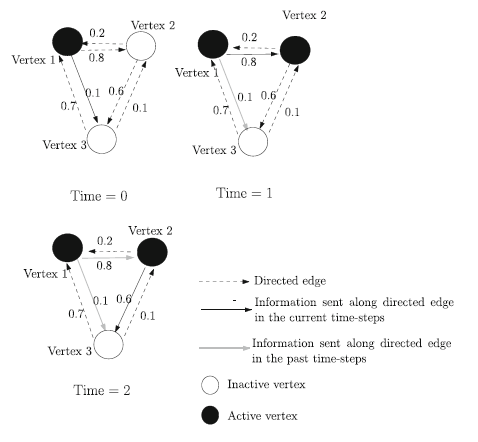 Vertex 2
0.2
Vertex 1
0.8
0.1
0.6
0.7
0.1
Vertex 3
Time = 0
Vertex 2
0.2
0.8
Vertex 1
0.1
0.6
0.7
0.1
Vertex 3
Time = 1
Vertex 2
0.2
0.8
Vertex 1
0.1
0.6
0.7
0.1
Vertex 3
Time = 2
Directed edge
Information sent along directed edge
in the current time-steps
Information sent along directed edge
in the past time-steps
Inactive vertex
Active vertex